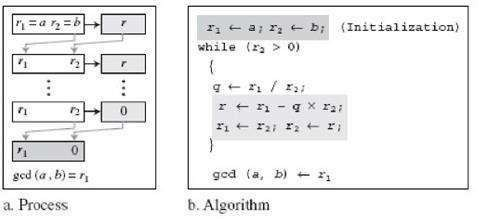 r₁ = a r₂ = b r
r₁ r₂ r
r₁ r₂ 0
r₁ 0
gcd (a , b) = r₁
a. Process
r₁ ← a; r₂ ← b; (Initialization)
while (r₂ > 0)
{
q ← r₁ / r₂;
r ← r₁ − q × r₂;
r₁ ← r₂; r₂ ← r;
}
gcd (a, b) ← r₁
b. Algorithm